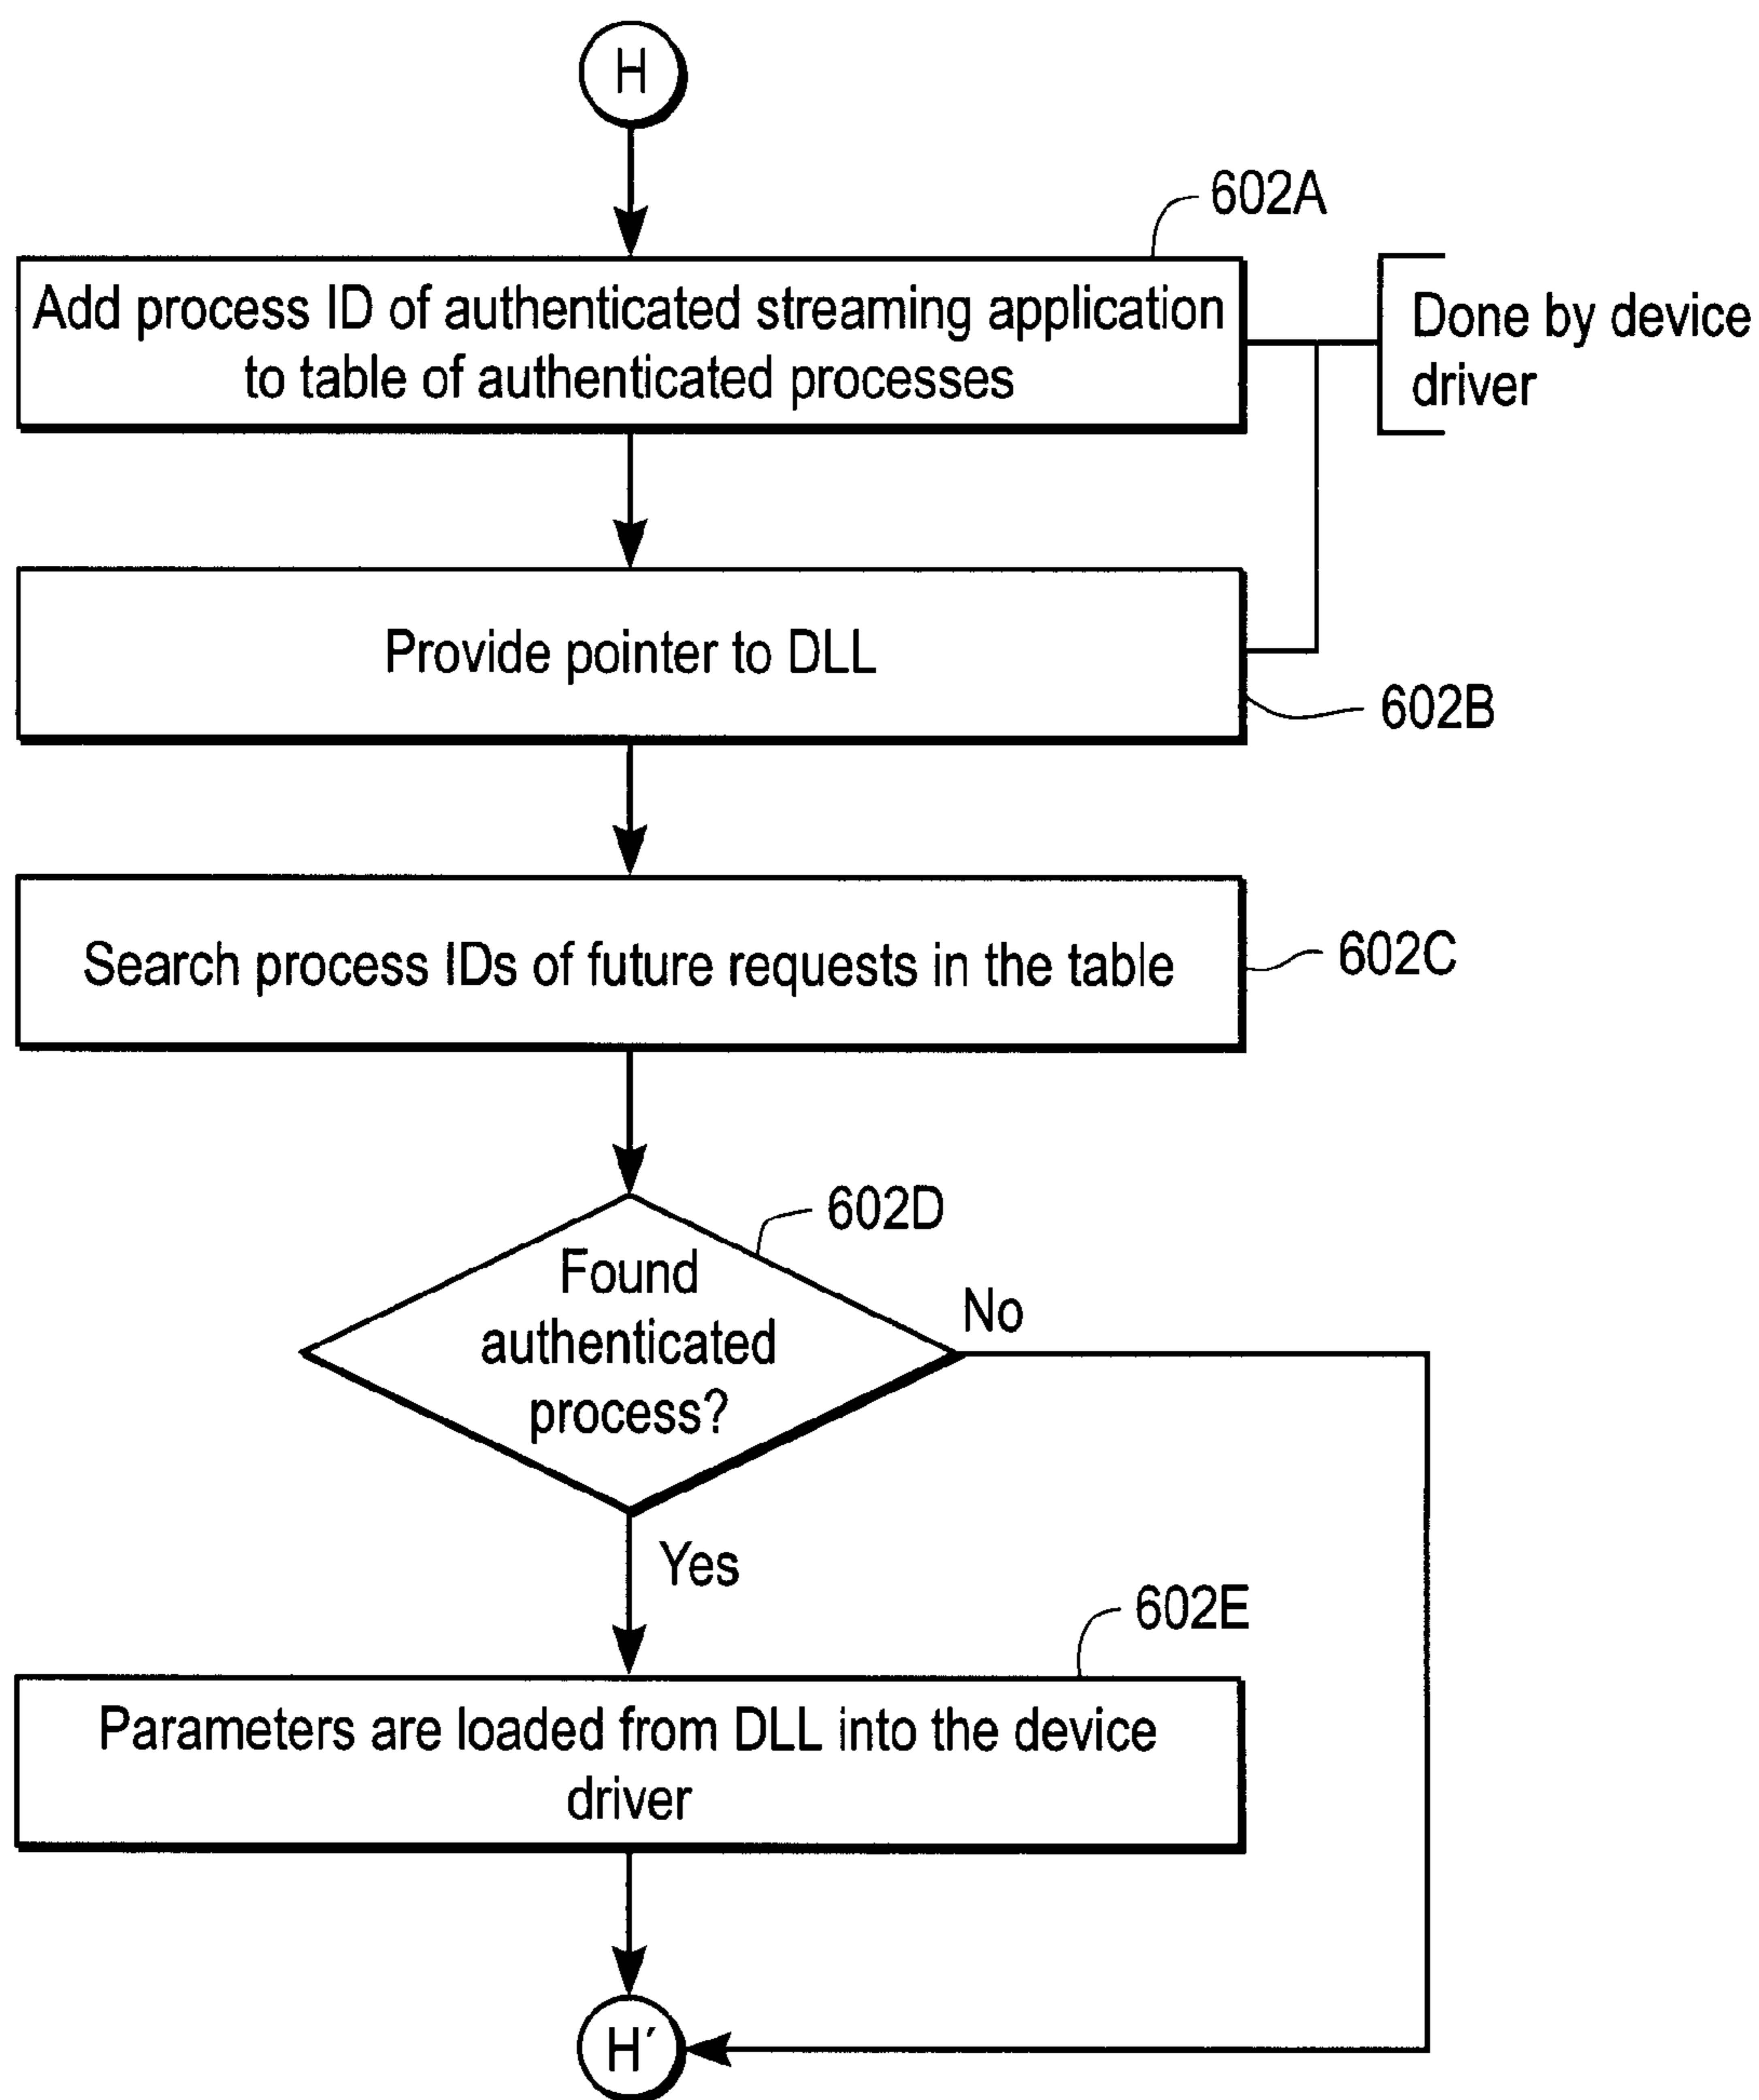 H
602A
Add process ID of authenticated streaming application
to table of authenticated processes
Done by device
driver
Provide pointer to DLL
602B
Search process IDs of future requests in the table
602C
602D
Found
authenticated
process?
No
Yes
602E
Parameters are loaded from DLL into the device
driver
H´